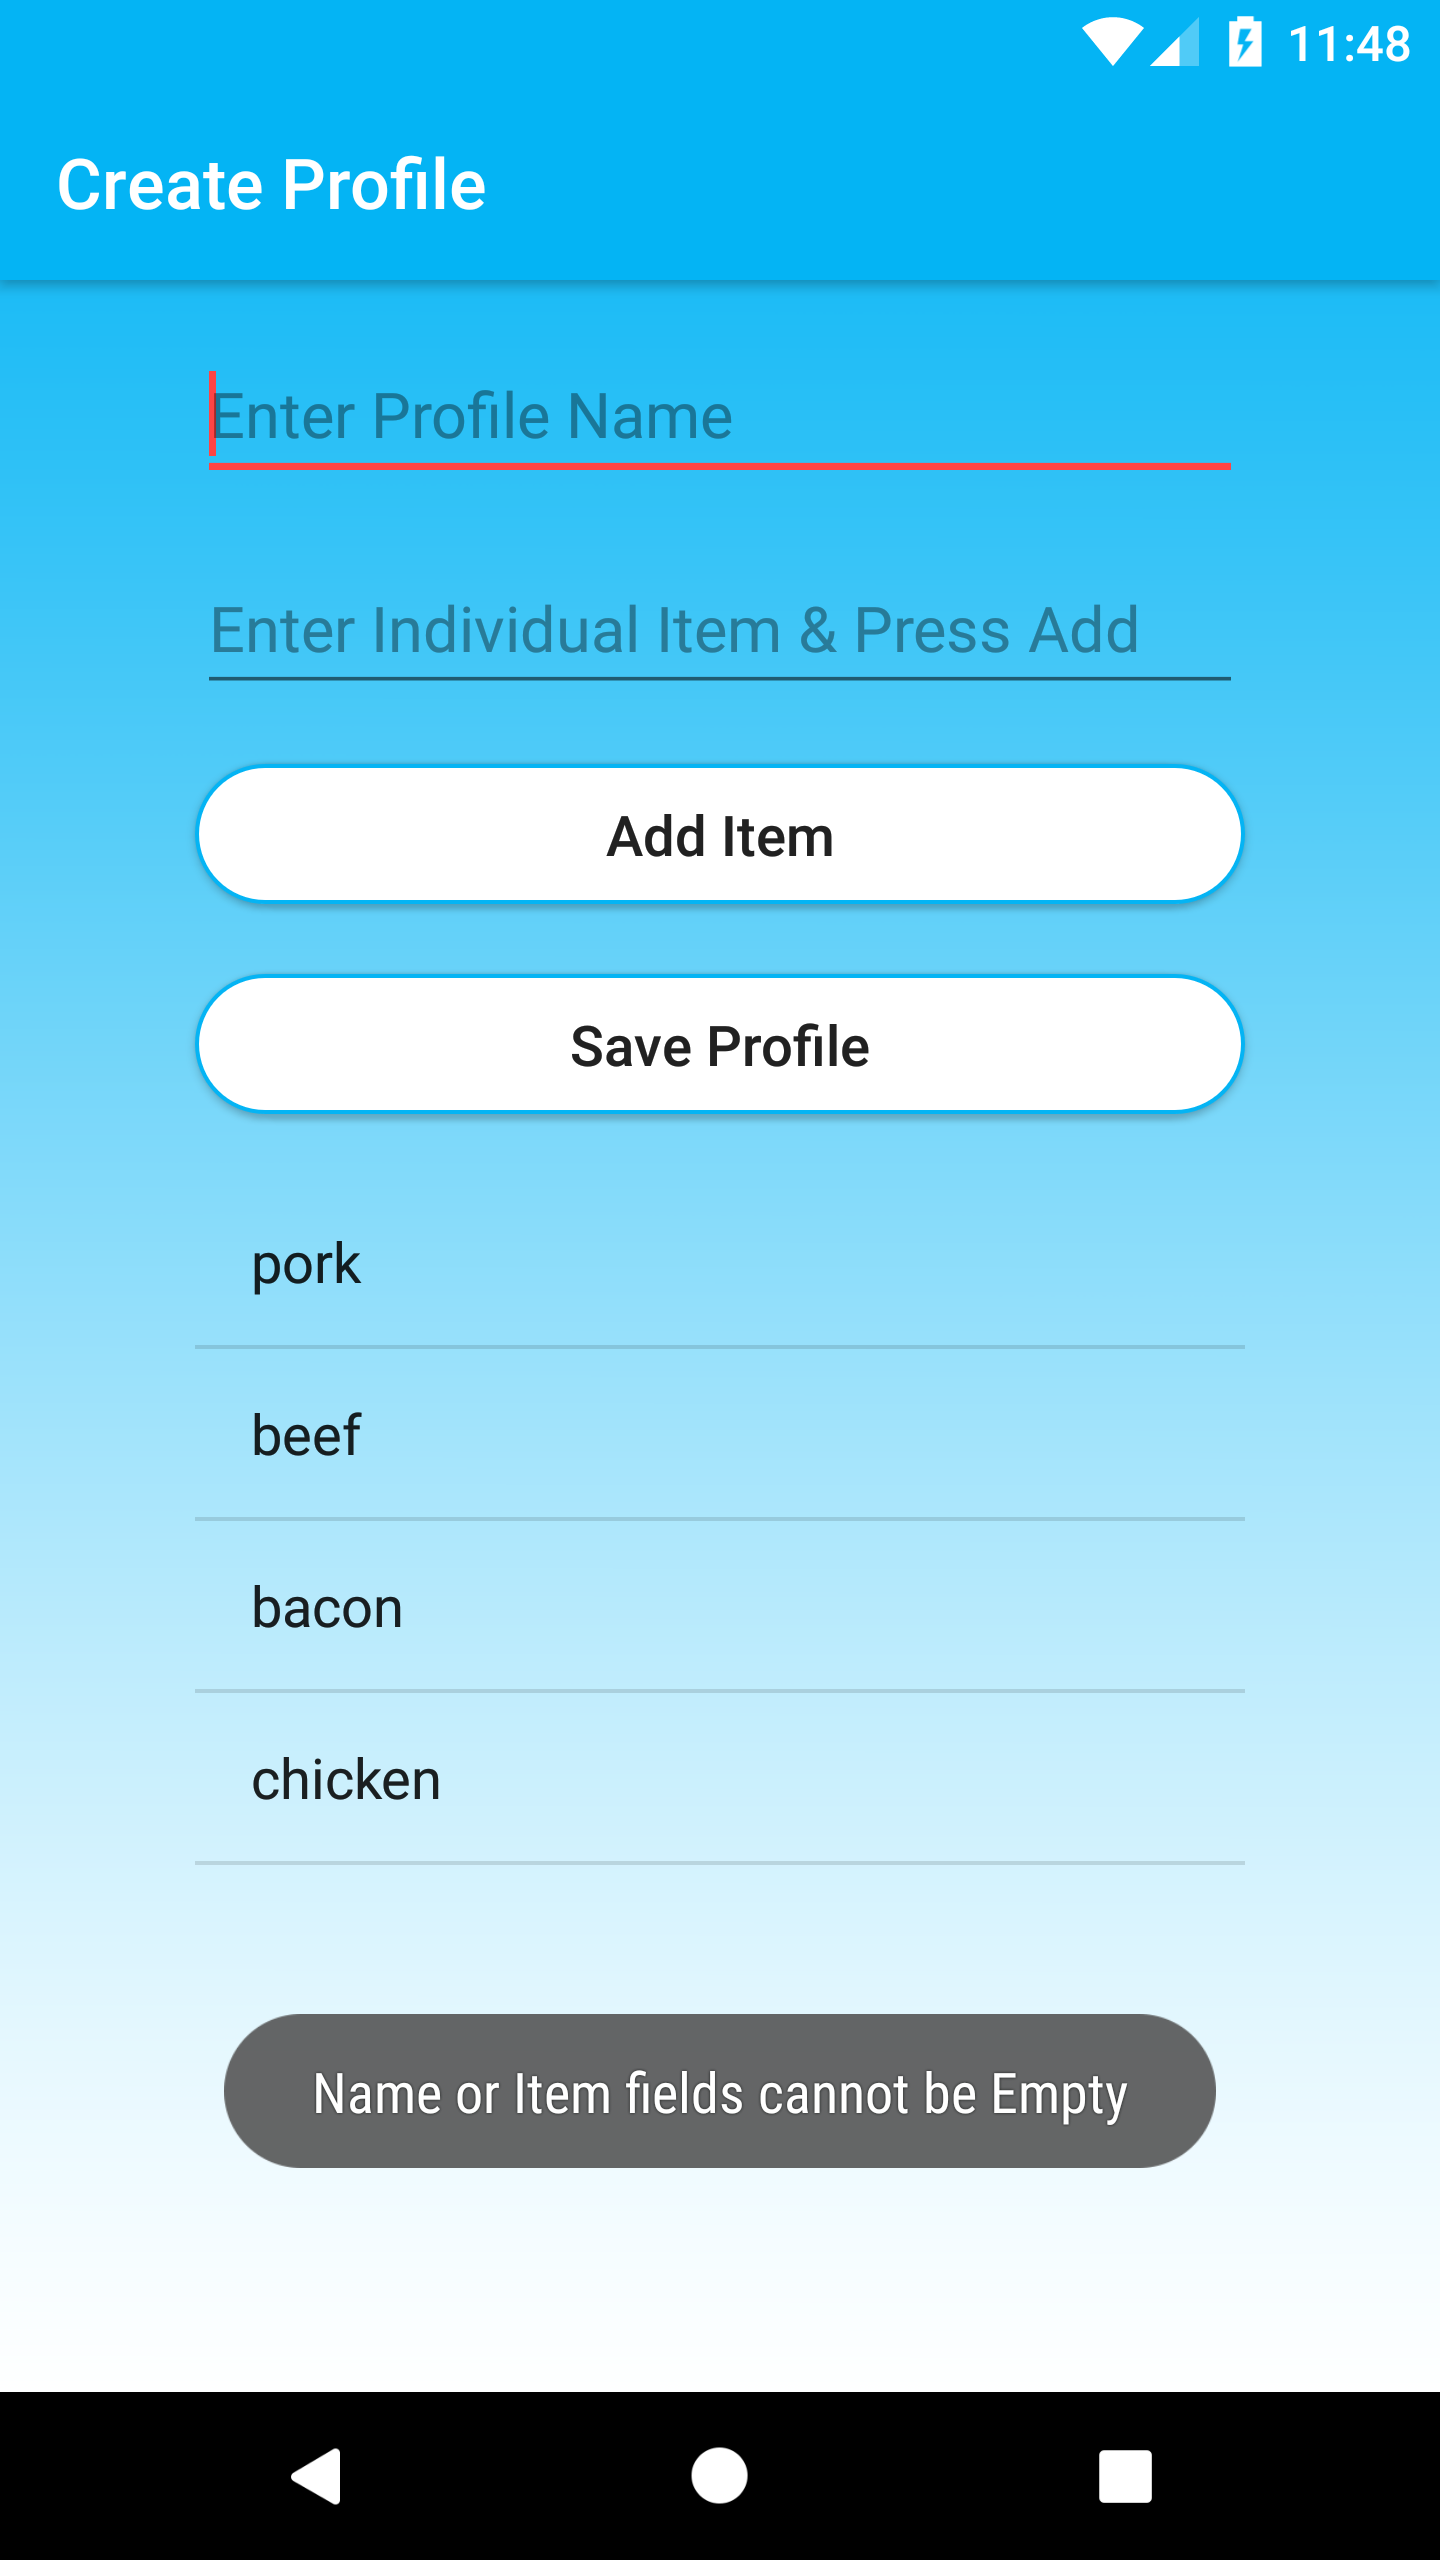 11:48
Create Profile
Enter Profile Name
Enter Individual Item & Press Add
Add Item
Save Profile
pork
beef
bacon
chicken
Name or Item fields cannot be Empty